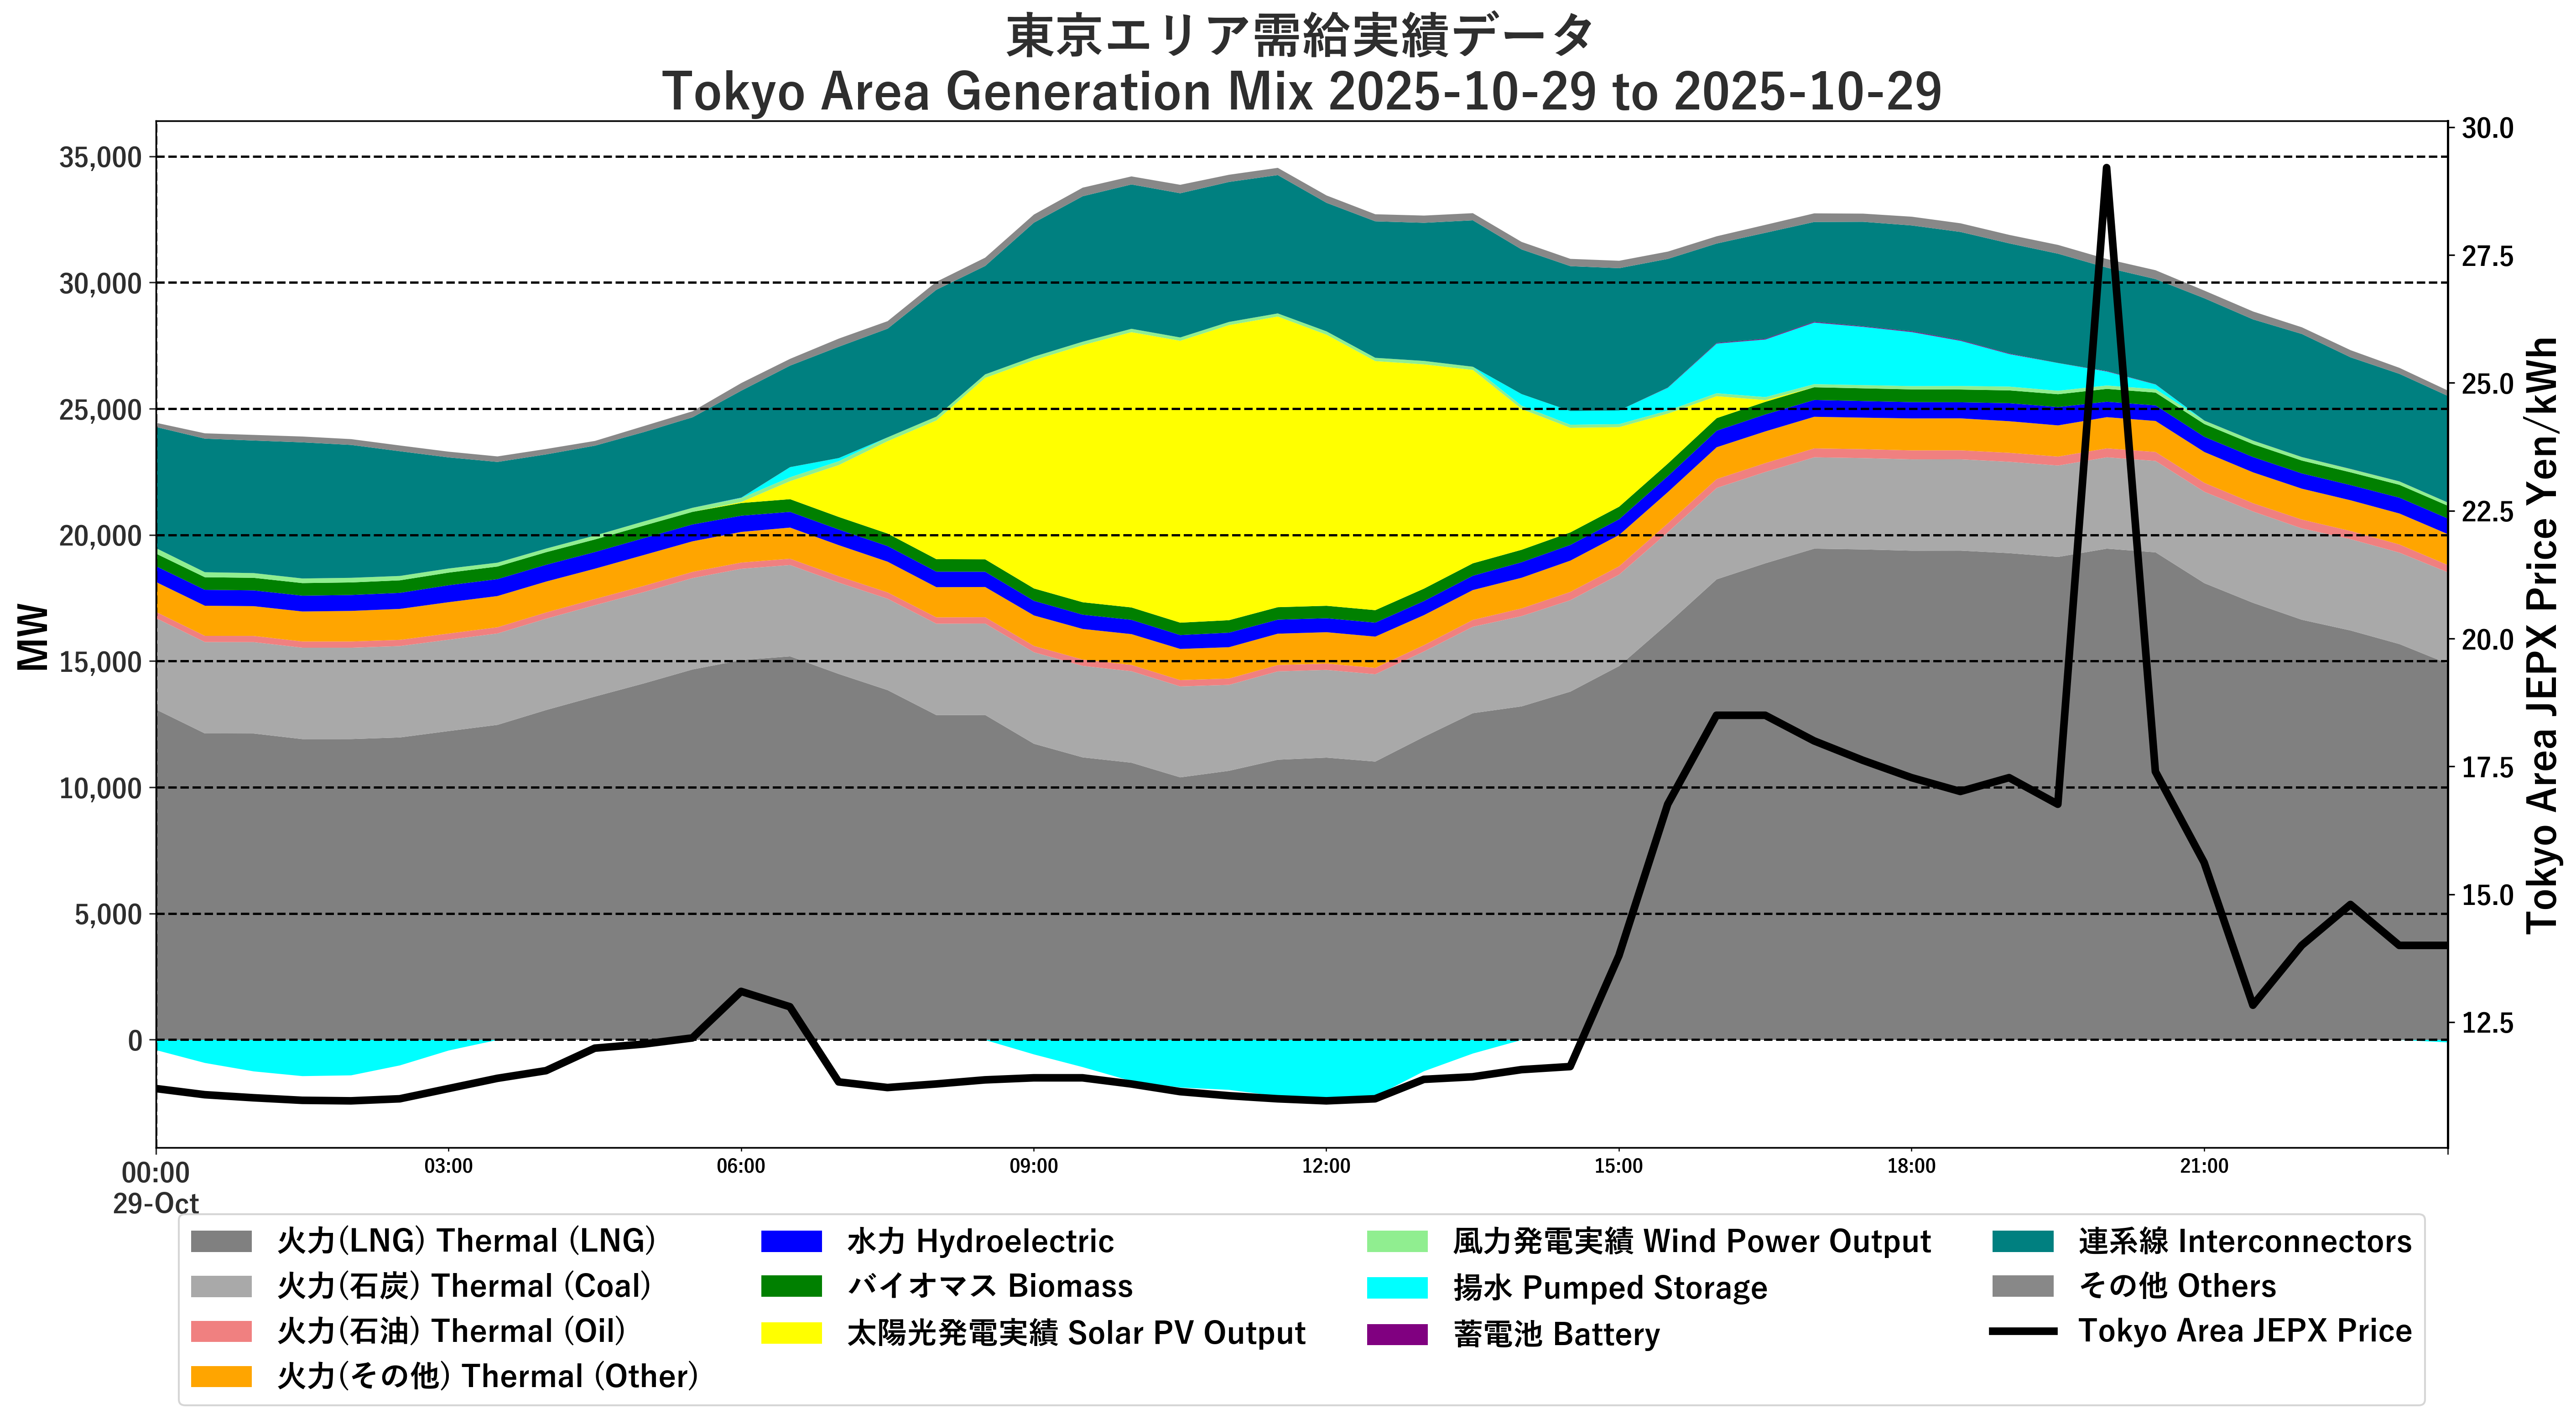 東京エリア需給実績データ
Tokyo Area Generation Mix 2025-10-29 to 2025-10-29
MW
35,000
30,000
25,000
20,000
15,000
10,000
5,000
0
30.0
27.5
25.0
22.5
20.0
17.5
15.0
12.5
Tokyo Area JEPX Price Yen/kWh
00:00
29-Oct
03:00
06:00
09:00
12:00
15:00
18:00
21:00
火力(LNG) Thermal (LNG)
火力(石炭) Thermal (Coal)
火力(石油) Thermal (Oil)
火力(その他) Thermal (Other)
水力 Hydroelectric
バイオマス Biomass
太陽光発電実績 Solar PV Output
風力発電実績 Wind Power Output
揚水 Pumped Storage
蓄電池 Battery
連系線 Interconnectors
その他 Others
Tokyo Area JEPX Price